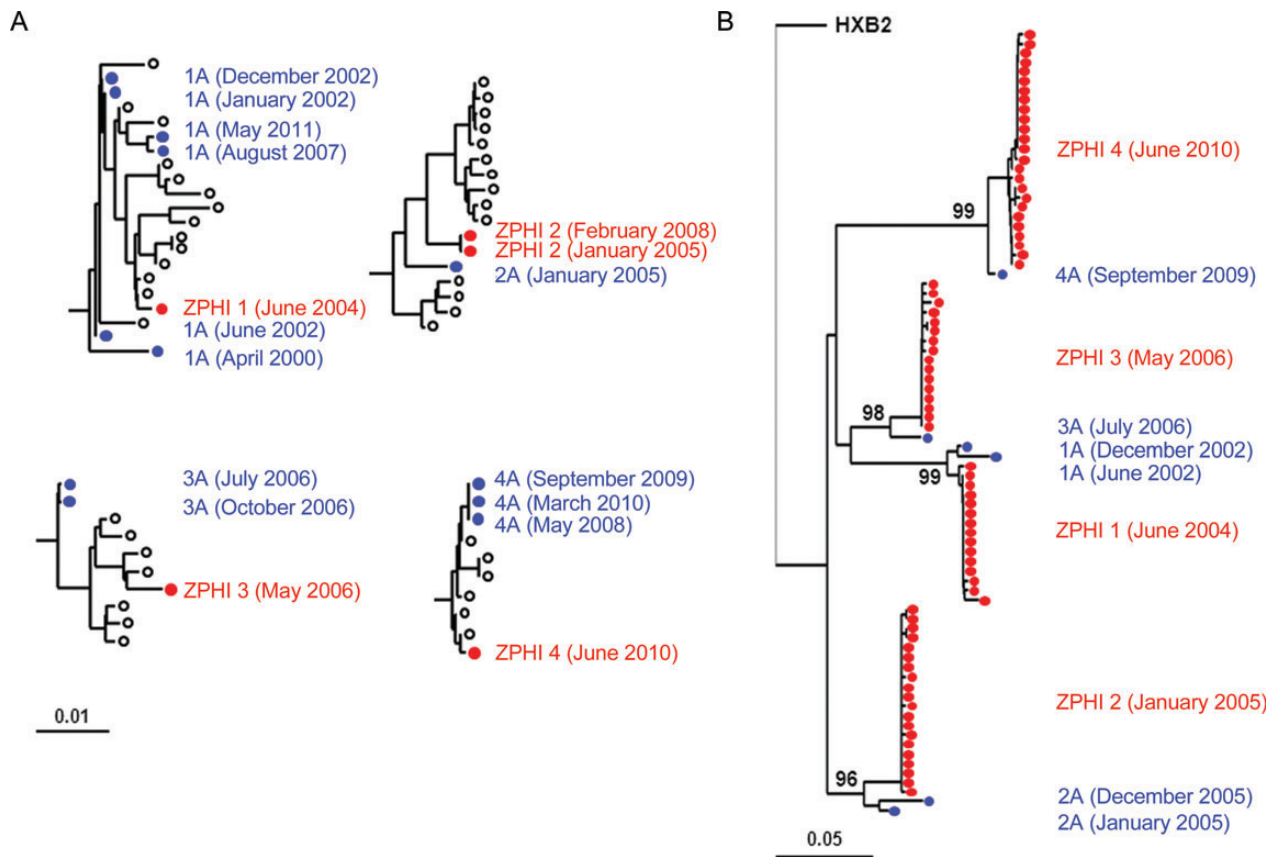 A
1A (December 2002)
1A (January 2002)
1A (May 2011)
1A (August 2007)
ZPHI 1 (June 2004)
1A (June 2002)
1A (April 2000)
ZPHI 2 (February 2008)
ZPHI 2 (January 2005)
2A (January 2005)
3A (July 2006)
3A (October 2006)
ZPHI 3 (May 2006)
4A (September 2009)
4A (March 2010)
4A (May 2008)
ZPHI 4 (June 2010)
0.01
B
HXB2
ZPHI 4 (June 2010)
99
4A (September 2009)
ZPHI 3 (May 2006)
98
3A (July 2006)
1A (December 2002)
99
1A (June 2002)
ZPHI 1 (June 2004)
ZPHI 2 (January 2005)
96
2A (December 2005)
2A (January 2005)
0.05